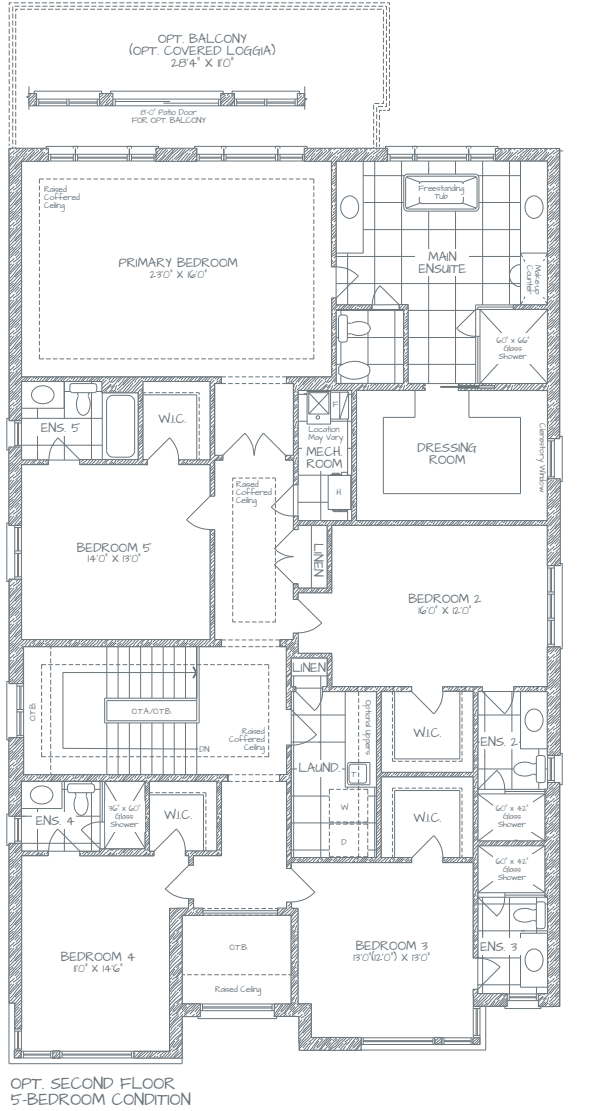 OPT. BALCONY
(OPT. COVERED LOGGIA)
28'4" X 11'0"
8'-0" Patio Door
FOR OPT. BALCONY
Raised
Coffered
Ceiling
PRIMARY BEDROOM
23'0" X 16'0"
Freestanding
Tub
MAIN
ENSUITE
Make-up
Counter
60" x 66"
Glass
Shower
ENS. 5
W.I.C.
F
Location
May Vary
MECH.
ROOM
H
DRESSING
ROOM
Clerestory Window
Raised
Coffered
Ceiling
BEDROOM 5
14'0" X 13'0"
LINEN
BEDROOM 2
16'0" X 12'0"
LINEN
O.T.B.
O.T.A./O.T.B.
Raised
Coffered
Ceiling
DN
Optional Uppers
W.I.C.
ENS. 2
LAUND.
T
W
D
60" x 42"
Glass
Shower
W.I.C.
ENS. 4
36" x 60"
Glass
Shower
W.I.C.
60" x 42"
Glass
Shower
BEDROOM 4
11'0" X 14'6"
O.T.B.
Raised Ceiling
BEDROOM 3
13'0"(12'0") X 13'0"
ENS. 3
OPT. SECOND FLOOR
5-BEDROOM CONDITION